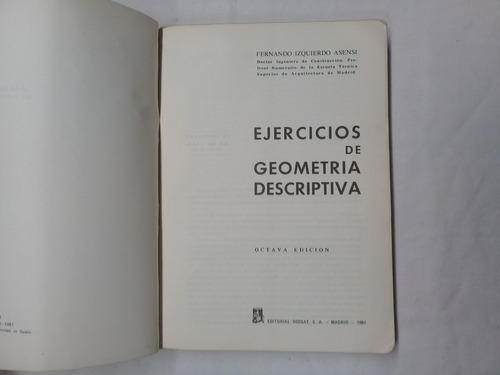 FERNANDO IZQUIERDO ASENSI
Doctor Ingeniero de Construcción. Pro-
fesor Numerario de la Escuela Técnica
Superior de Arquitectura de Madrid
EJERCICIOS
DE
GEOMETRIA
DESCRIPTIVA
OCTAVA EDICION
EDITORIAL DOSSAT, S. A. — MADRID — 1981